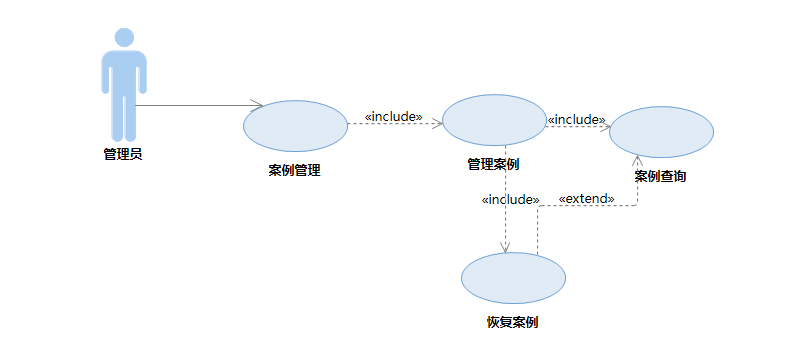 «include»
«include»
管理员
管理案例
案例管理
案例查询
«include»
«extend»
恢复案例